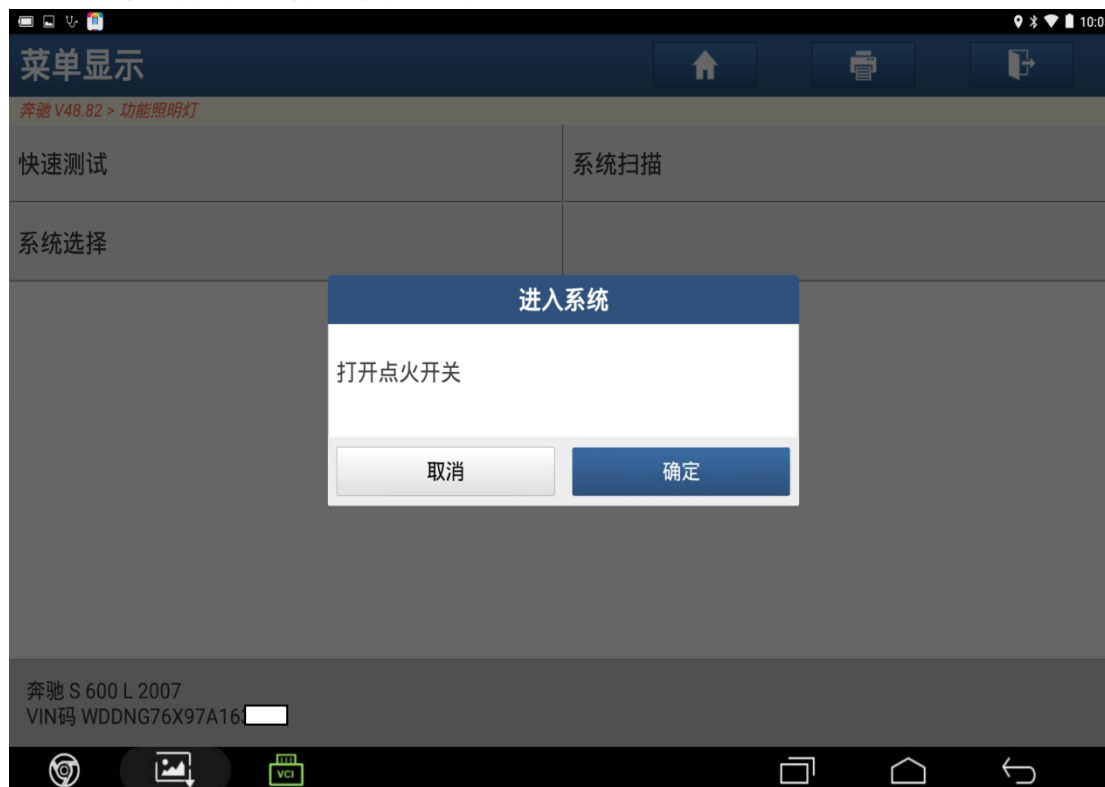 10:0
菜单显示
奔驰 V48.82 > 功能照明灯
快速测试
系统扫描
系统选择
进入系统
打开点火开关
取消
确定
奔驰 S 600 L 2007
VIN码 WDDNG76X97A16
VCI